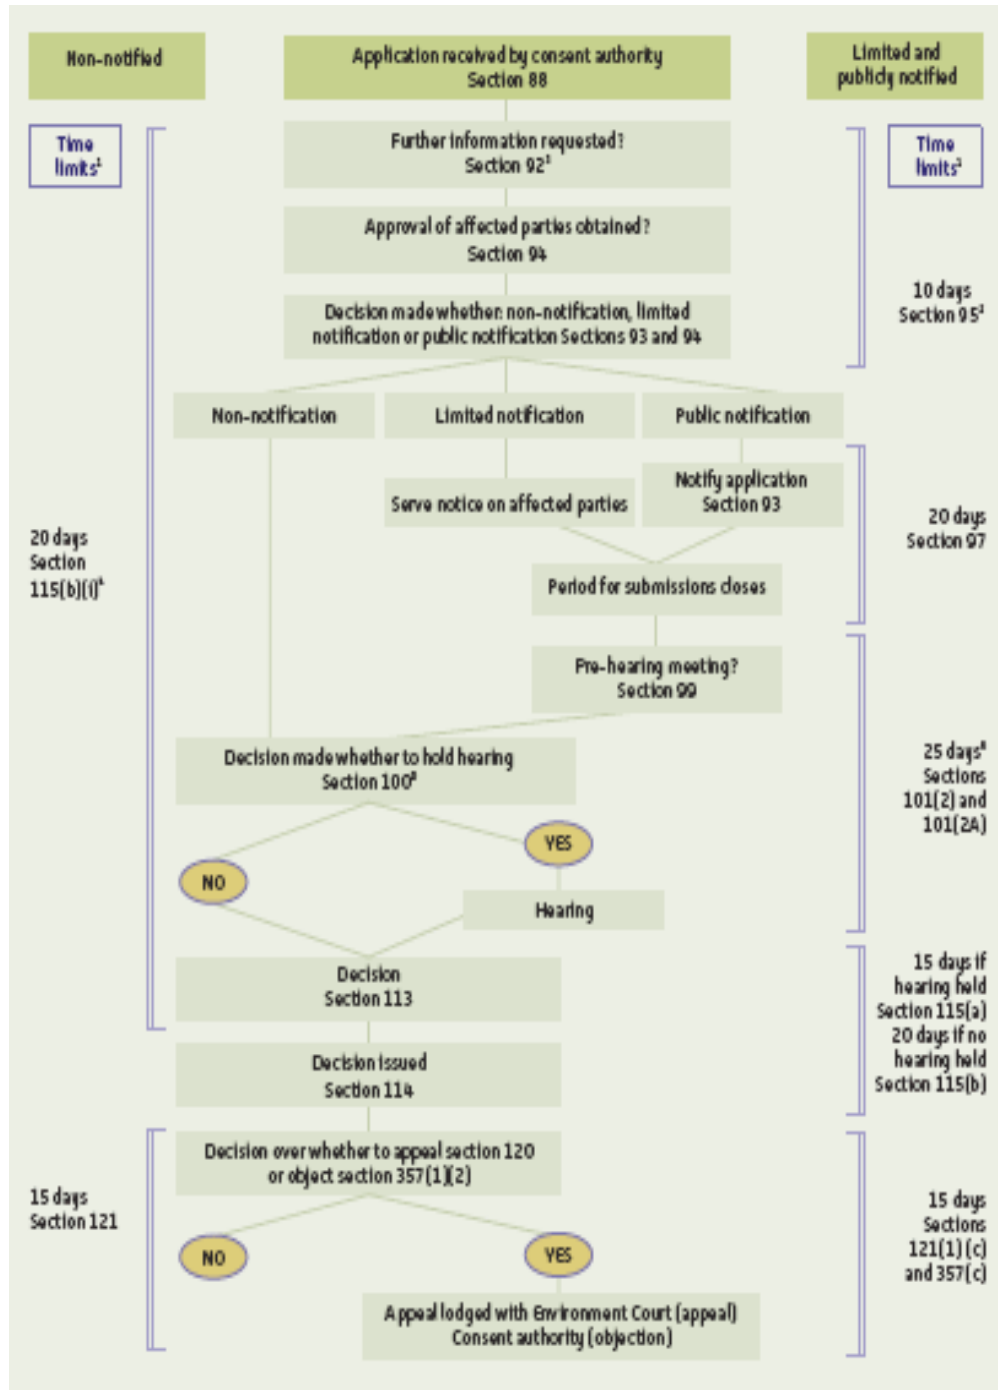 Non-notified
Application received by consent authority
Section 88
Limited and
publicly notified
Time
limits¹
Further information requested?
Section 92
Time
limits¹
Approval of affected parties obtained?
Section 94
10 days
Section 95
Decision made whether: non-notification, limited
notification or public notification Sections 93 and 94
Non-notification
Limited notification
Public notification
Serve notice on affected parties
Notify application
Section 93
20 days
Section 97
20 days
Section
115(b)(i)
Period for submissions closes
Pre-hearing meeting?
Section 99
Decision made whether to hold hearing
Section 100
25 days
Sections
101(2) and
101(2A)
YES
NO
Hearing
Decision
Section 113
15 days if
hearing held
Section 115(a)
20 days if no
hearing held
Section 115(b)
Decision issued
Section 114
Decision over whether to appeal section 120
or object section 357(1)(2)
15 days
Section 121
15 days
Sections
121(1) (c)
and 357(c)
NO
YES
Appeal lodged with Environment Court (appeal)
Consent authority (objection)